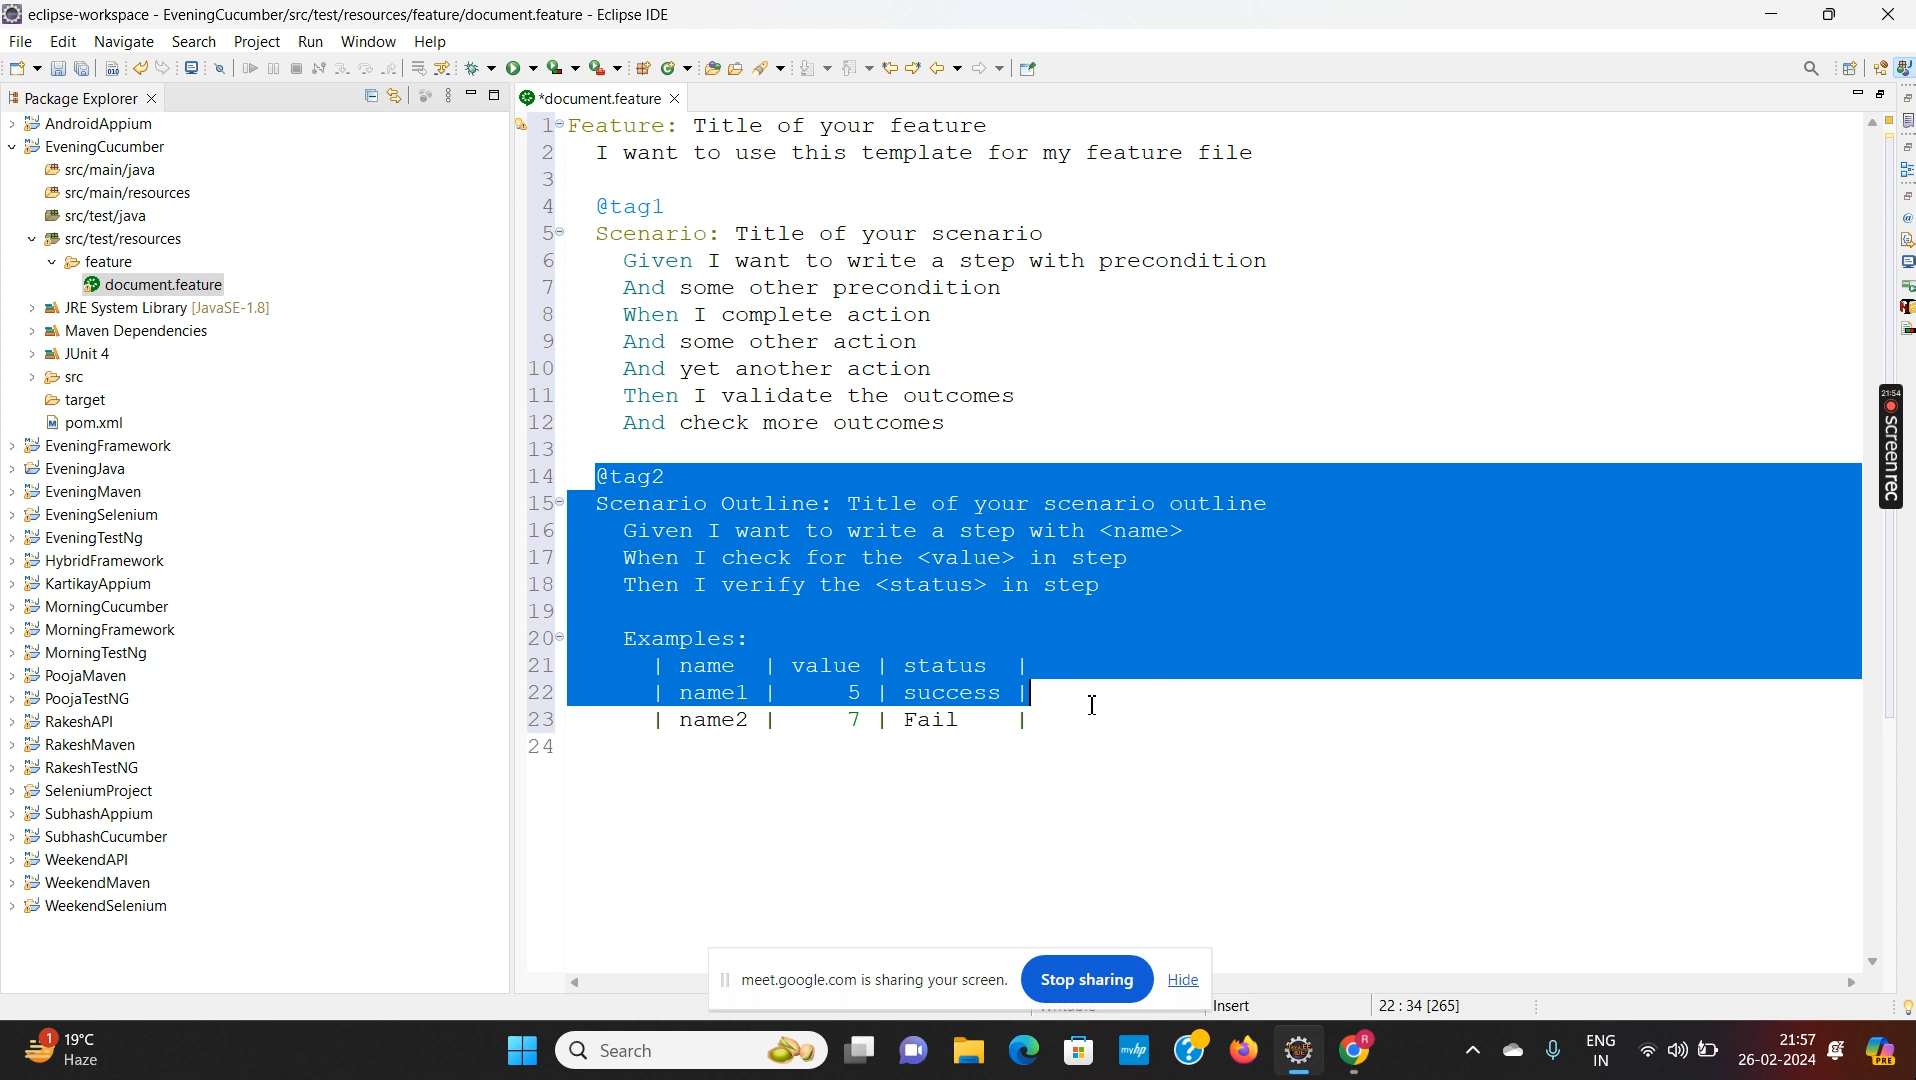 eclipse-workspace - EveningCucumber/src/test/resources/feature/document.feature - Eclipse IDE
File Edit Navigate Search Project Run Window Help
Package Explorer
*document.feature
AndroidAppium
EveningCucumber
src/main/java
src/main/resources
src/test/java
src/test/resources
feature
document.feature
JRE System Library [JavaSE-1.8]
Maven Dependencies
JUnit 4
src
target
pom.xml
EveningFramework
EveningJava
EveningMaven
EveningSelenium
EveningTestNg
HybridFramework
KartikayAppium
MorningCucumber
MorningFramework
MorningTestNg
PoojaMaven
PoojaTestNG
RakeshAPI
RakeshMaven
RakeshTestNG
SeleniumProject
SubhashAppium
SubhashCucumber
WeekendAPI
WeekendMaven
WeekendSelenium
1 Feature: Title of your feature
2 I want to use this template for my feature file
3
4 @tag1
5 Scenario: Title of your scenario
6 Given I want to write a step with precondition
7 And some other precondition
8 When I complete action
9 And some other action
10 And yet another action
11 Then I validate the outcomes
12 And check more outcomes
13
14 @tag2
15 Scenario Outline: Title of your scenario outline
16 Given I want to write a step with <name>
17 When I check for the <value> in step
18 Then I verify the <status> in step
19
20 Examples:
21 | name | value | status |
22 | name1 | 5 | success |
23 | name2 | 7 | Fail |
24
21:54
screenrec
meet.google.com is sharing your screen. Stop sharing Hide
Insert 22 : 34 [265]
1 19°C
Haze
Search
myhp
R
ENG
IN
21:57
26-02-2024
PRE